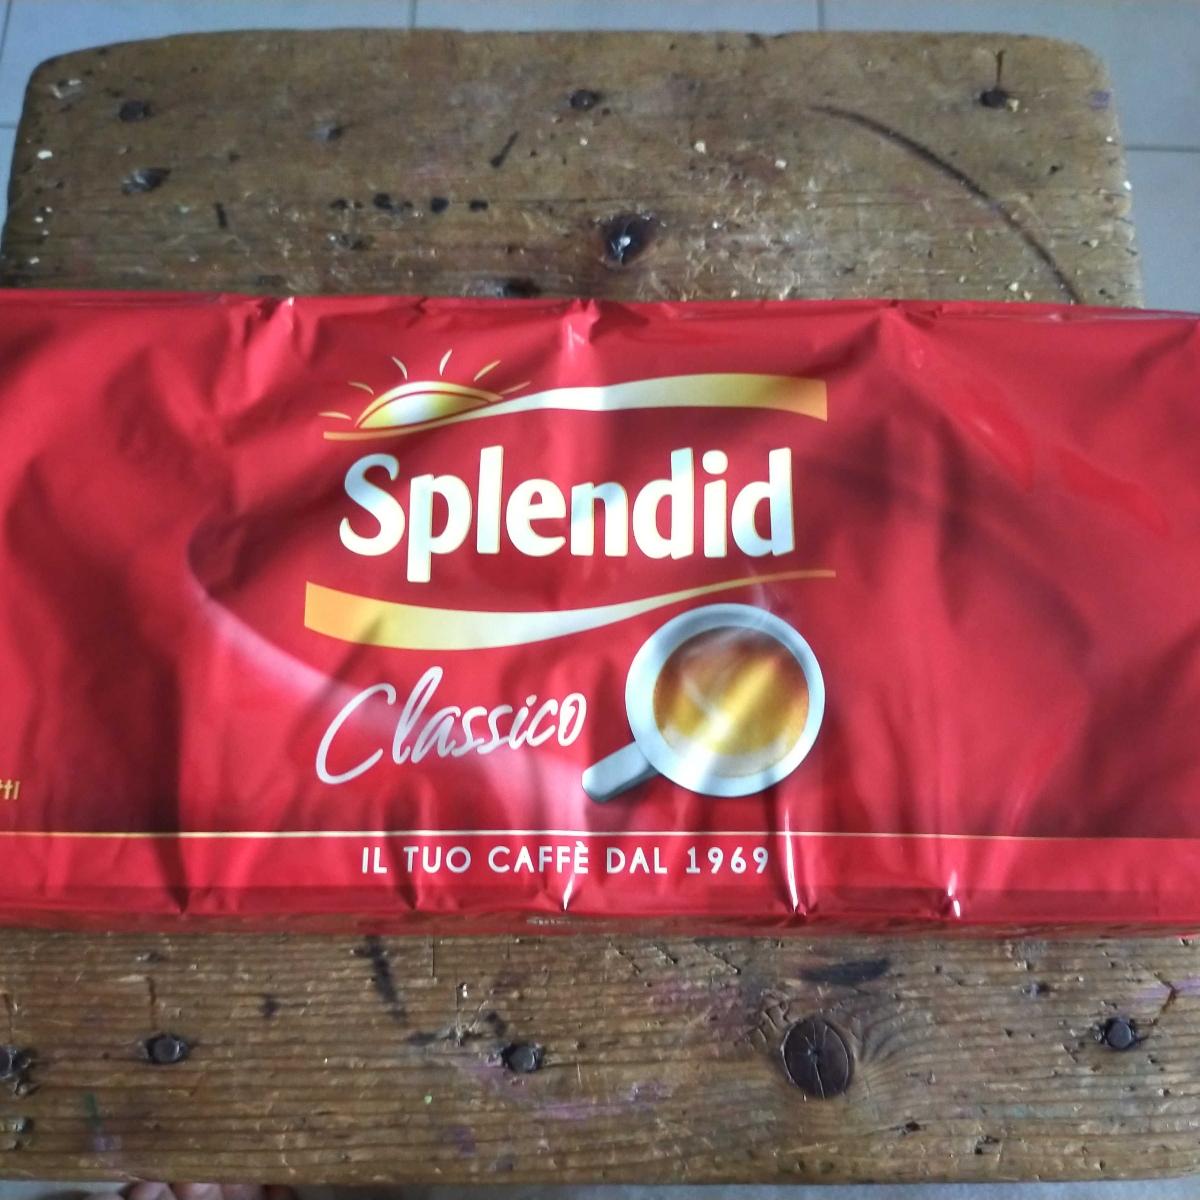 Splendid
Classico
IL TUO CAFFÈ DAL 1969